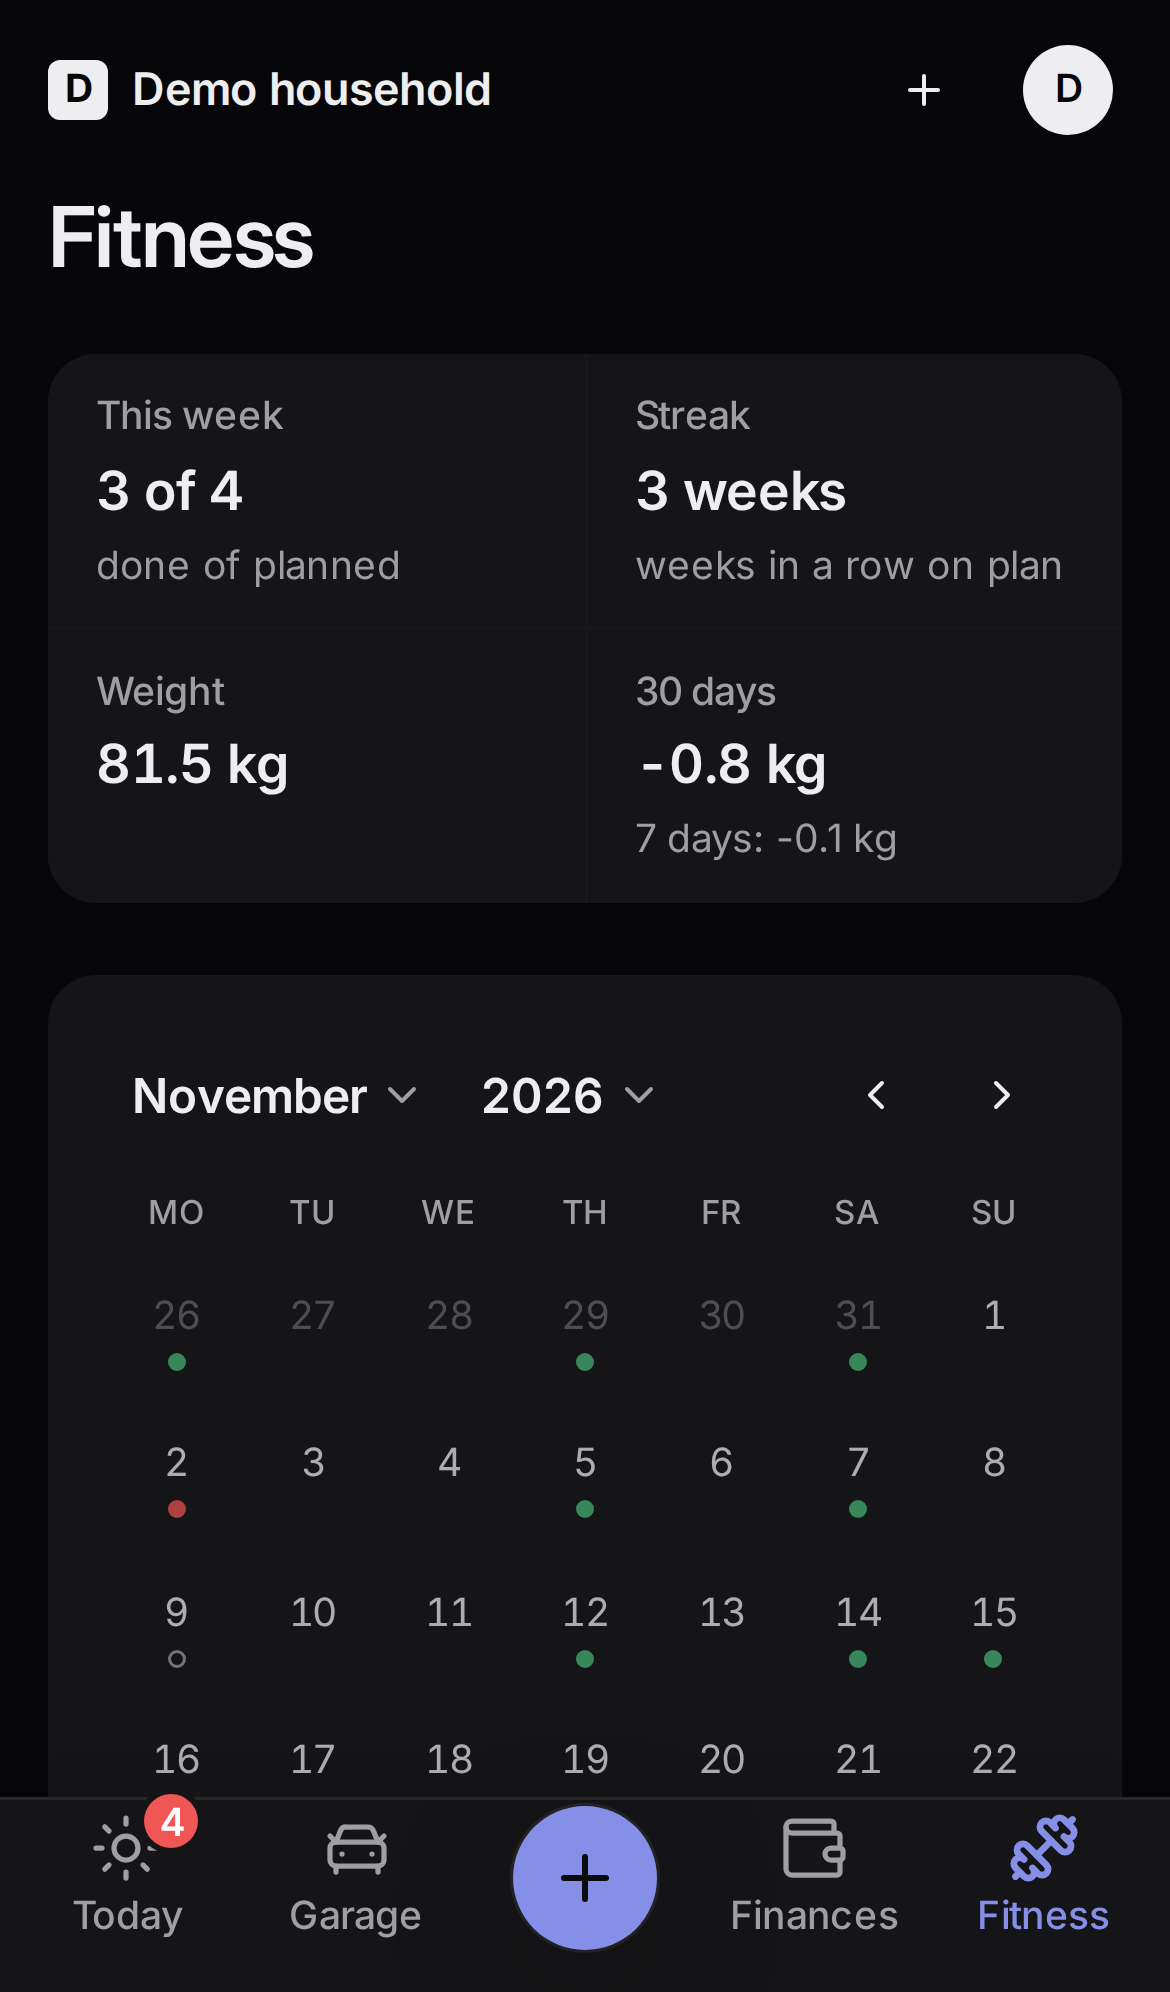 D Demo household + D
Fitness
This week
3 of 4
done of planned
Streak
3 weeks
weeks in a row on plan
Weight
81.5 kg
30 days
-0.8 kg
7 days: -0.1 kg
November 2026
MO TU WE TH FR SA SU
26 27 28 29 30 31 1
2 3 4 5 6 7 8
9 10 11 12 13 14 15
16 17 18 19 20 21 22
4
Today Garage + Finances Fitness